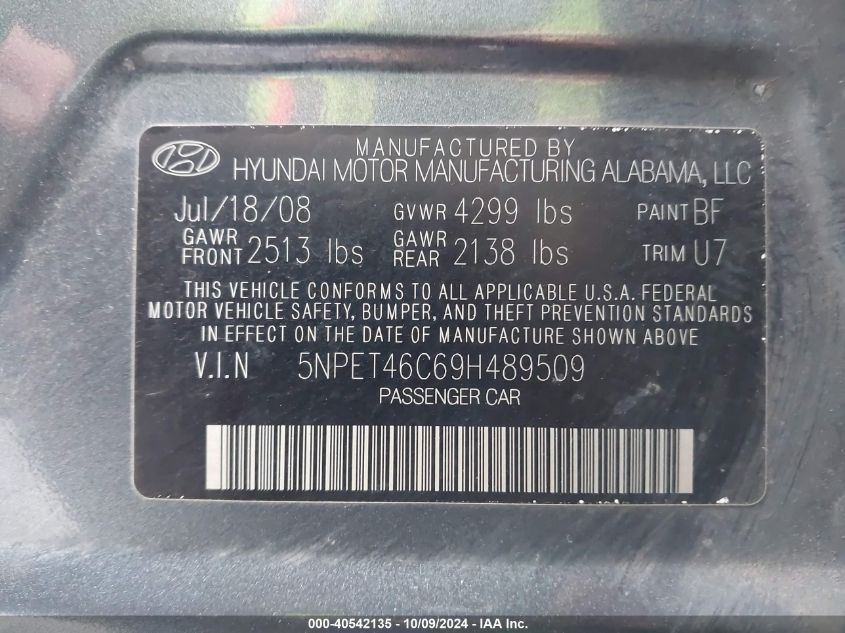 MANUFACTURED BY
HYUNDAI MOTOR MANUFACTURING ALABAMA, LLC
Jul/18/08 GVWR 4299 lbs PAINT BF
GAWR FRONT 2513 lbs GAWR REAR 2138 lbs TRIM U7
THIS VEHICLE CONFORMS TO ALL APPLICABLE U.S.A. FEDERAL
MOTOR VEHICLE SAFETY, BUMPER, AND THEFT PREVENTION STANDARDS
IN EFFECT ON THE DATE OF MANUFACTURE SHOWN ABOVE
V.I.N 5NPET46C69H489509
PASSENGER CAR
000-40542135 - 10/09/2024 - IAA Inc.